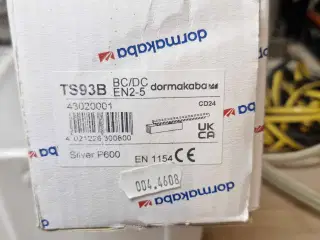 dormakaba
dormakaba
TS93B BC/DC EN2-5 dormakaba
43020001
CD24
UK CA
Silver P600
EN 1154 CE
004.4608
dormakaba